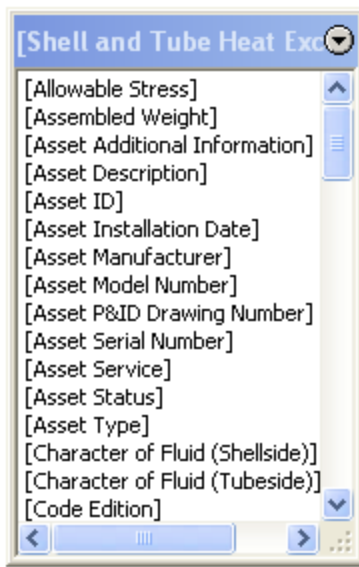 [Shell and Tube Heat Exc
[Allowable Stress]
[Assembled Weight]
[Asset Additional Information]
[Asset Description]
[Asset ID]
[Asset Installation Date]
[Asset Manufacturer]
[Asset Model Number]
[Asset P&ID Drawing Number]
[Asset Serial Number]
[Asset Service]
[Asset Status]
[Asset Type]
[Character of Fluid (Shellside)]
[Character of Fluid (Tubeside)]
[Code Edition]